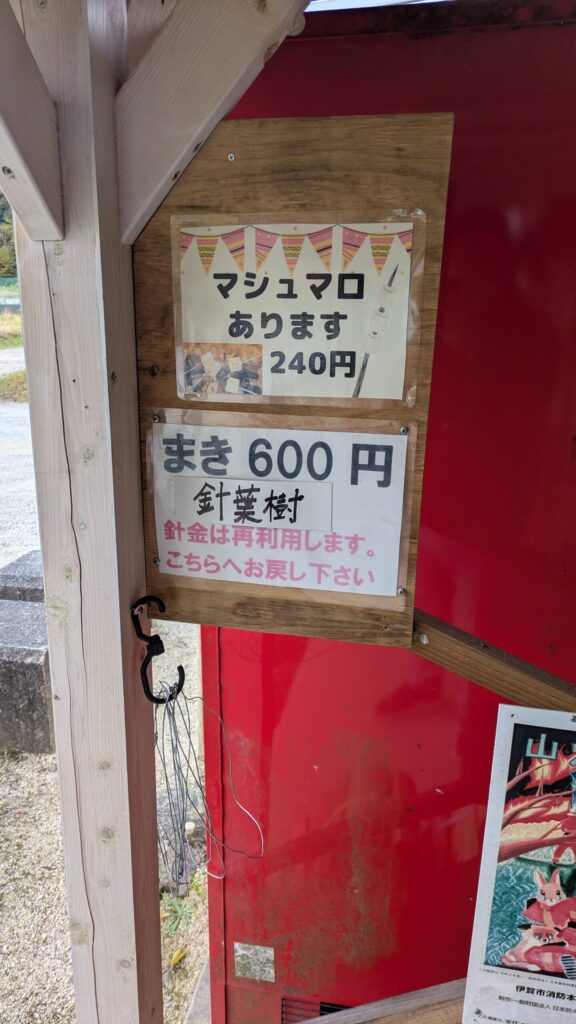 マシュマロ
あります
240円
まき 600 円
針葉樹
針金は再利用します。
こちらへお戻し下さい
山
伊賀市消防本